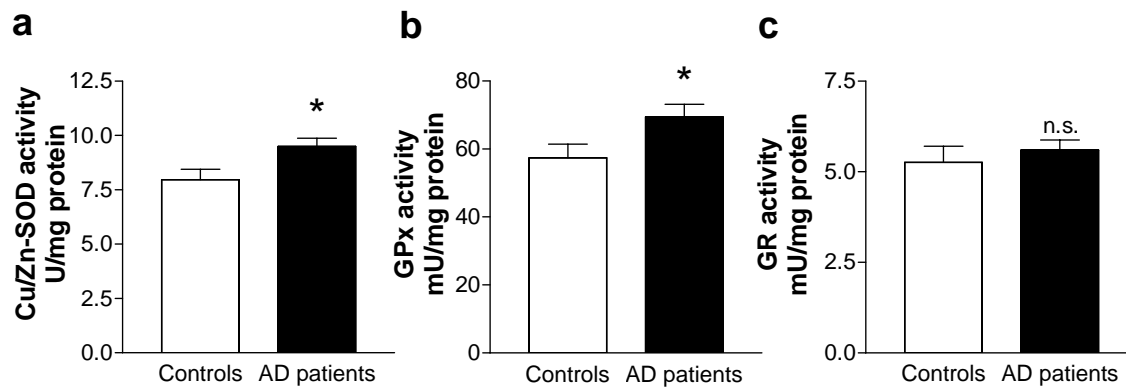 a
Cu/Zn-SOD activity
U/mg protein
12.5
10.0
7.5
5.0
2.5
0.0
*
Controls
AD patients
b
GPx activity
mU/mg protein
80
60
40
20
0
*
Controls
AD patients
c
GR activity
mU/mg protein
7.5
5.0
2.5
0.0
n.s.
Controls
AD patients